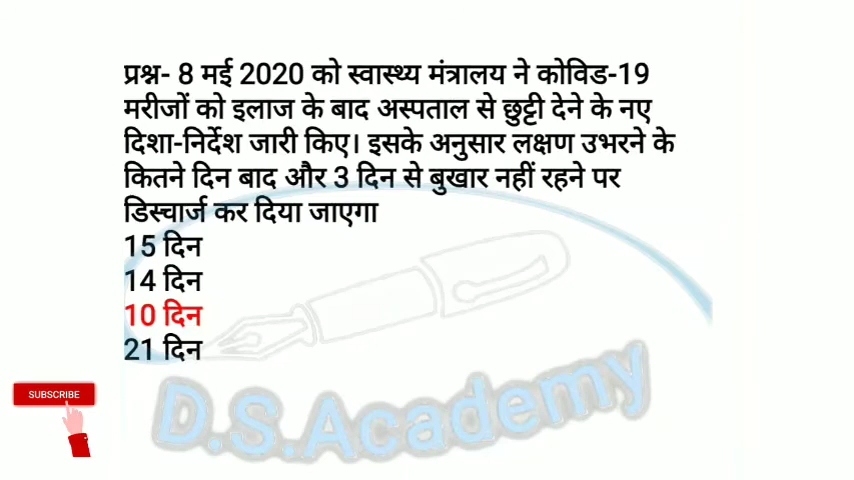 प्रश्न- 8 मई 2020 को स्वास्थ्य मंत्रालय ने कोविड-19
मरीजों को इलाज के बाद अस्पताल से छुट्टी देने के नए
दिशा-निर्देश जारी किए। इसके अनुसार लक्षण उभरने के
कितने दिन बाद और 3 दिन से बुखार नहीं रहने पर
डिस्चार्ज कर दिया जाएगा
15 दिन
14 दिन
10 दिन
21 दिन
SUBSCRIBE
D.S.Academy